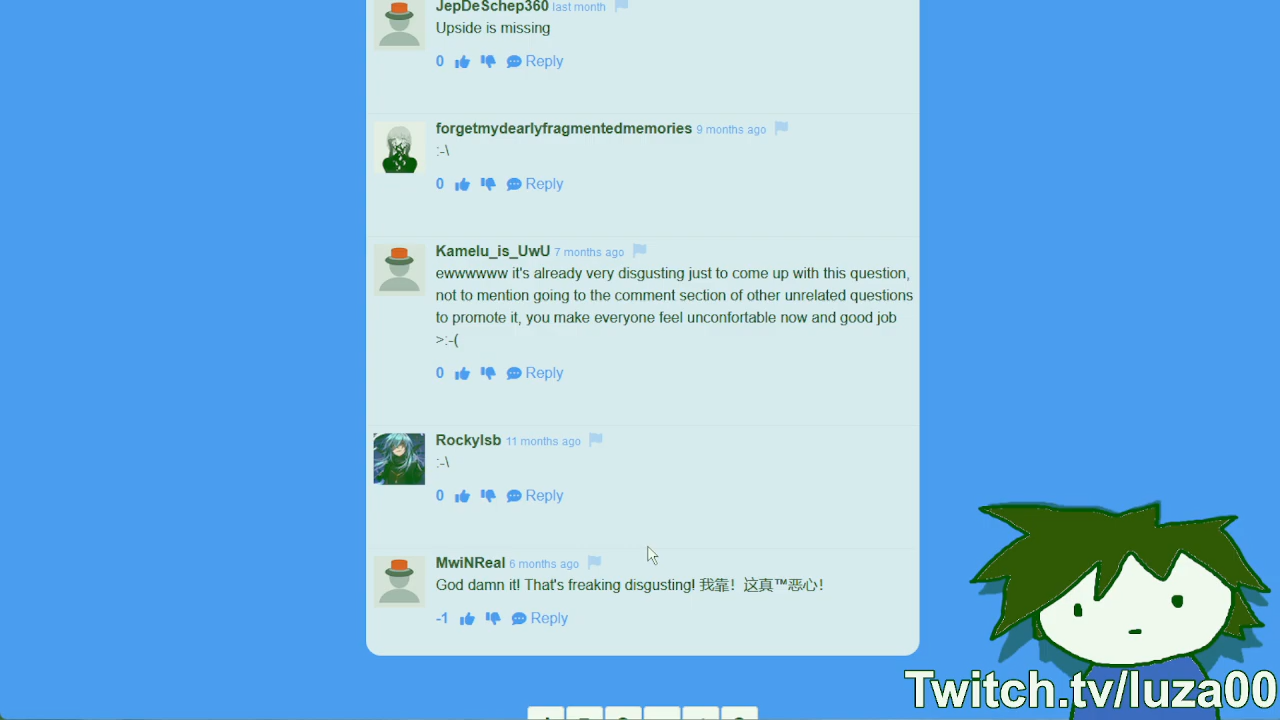 JepDeSchep360 last month
Upside is missing
0 Reply
forgetmydearlyfragmentedmemories 9 months ago
:-\
0 Reply
Kamelu_is_UwU 7 months ago
ewwwwww it's already very disgusting just to come up with this question,
not to mention going to the comment section of other unrelated questions
to promote it, you make everyone feel unconfortable now and good job
>:-(
0 Reply
Rockylsb 11 months ago
:-\
0 Reply
MwiNReal 6 months ago
God damn it! That's freaking disgusting! 我靠！这真™恶心！
-1 Reply
Twitch.tv/luza00